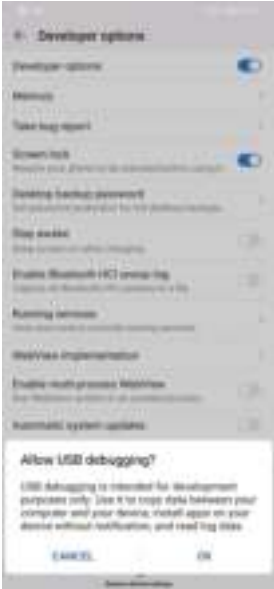 Developer options
Developer options
Memory
Take bug report
Screen lock
Desktop backup password
Stay awake
Enable Bluetooth HCI snoop log
Running services
WebView implementation
Enable multi-process WebView
Automatic system updates
Allow USB debugging?
USB debugging is intended for development
purposes only. Use it to copy data between your
computer and your device, install apps on your
device without notification, and read log data.
CANCEL
OK